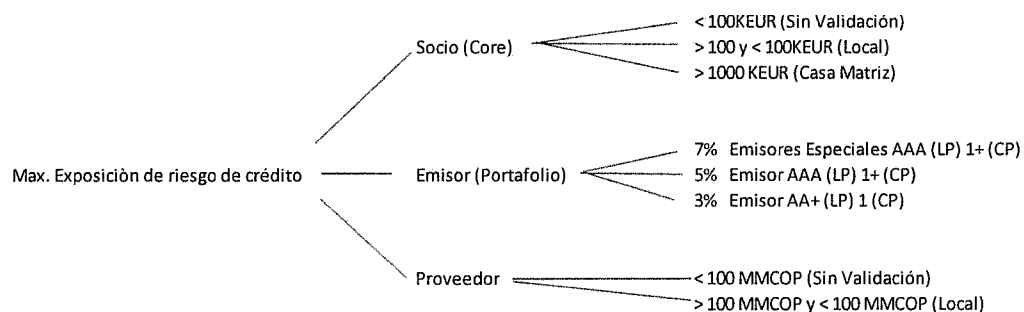 < 100KEUR (Sin Validación)
Socio (Core)
> 100 y < 100KEUR (Local)
> 1000 KEUR (Casa Matriz)
7% Emisores Especiales AAA (LP) 1+ (CP)
Max. Exposiciòn de riesgo de crédito
Emisor (Portafolio)
5% Emisor AAA (LP) 1+ (CP)
3% Emisor AA+ (LP) 1 (CP)
Proveedor
< 100 MMCOP (Sin Validación)
> 100 MMCOP y < 100 MMCOP (Local)